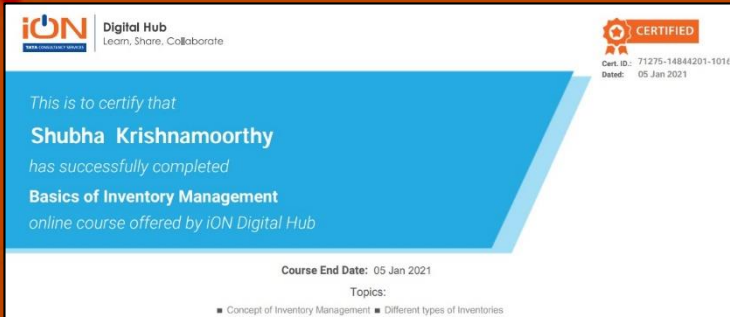 iON
TATA CONSULTANCY SERVICES
Digital Hub
Learn, Share, Collaborate
CERTIFIED
Cert. ID.: 71275-14844201-1016
Dated: 05 Jan 2021
This is to certify that
Shubha Krishnamoorthy
has successfully completed
Basics of Inventory Management
online course offered by iON Digital Hub
Course End Date: 05 Jan 2021
Topics:
■ Concept of Inventory Management ■ Different types of Inventories